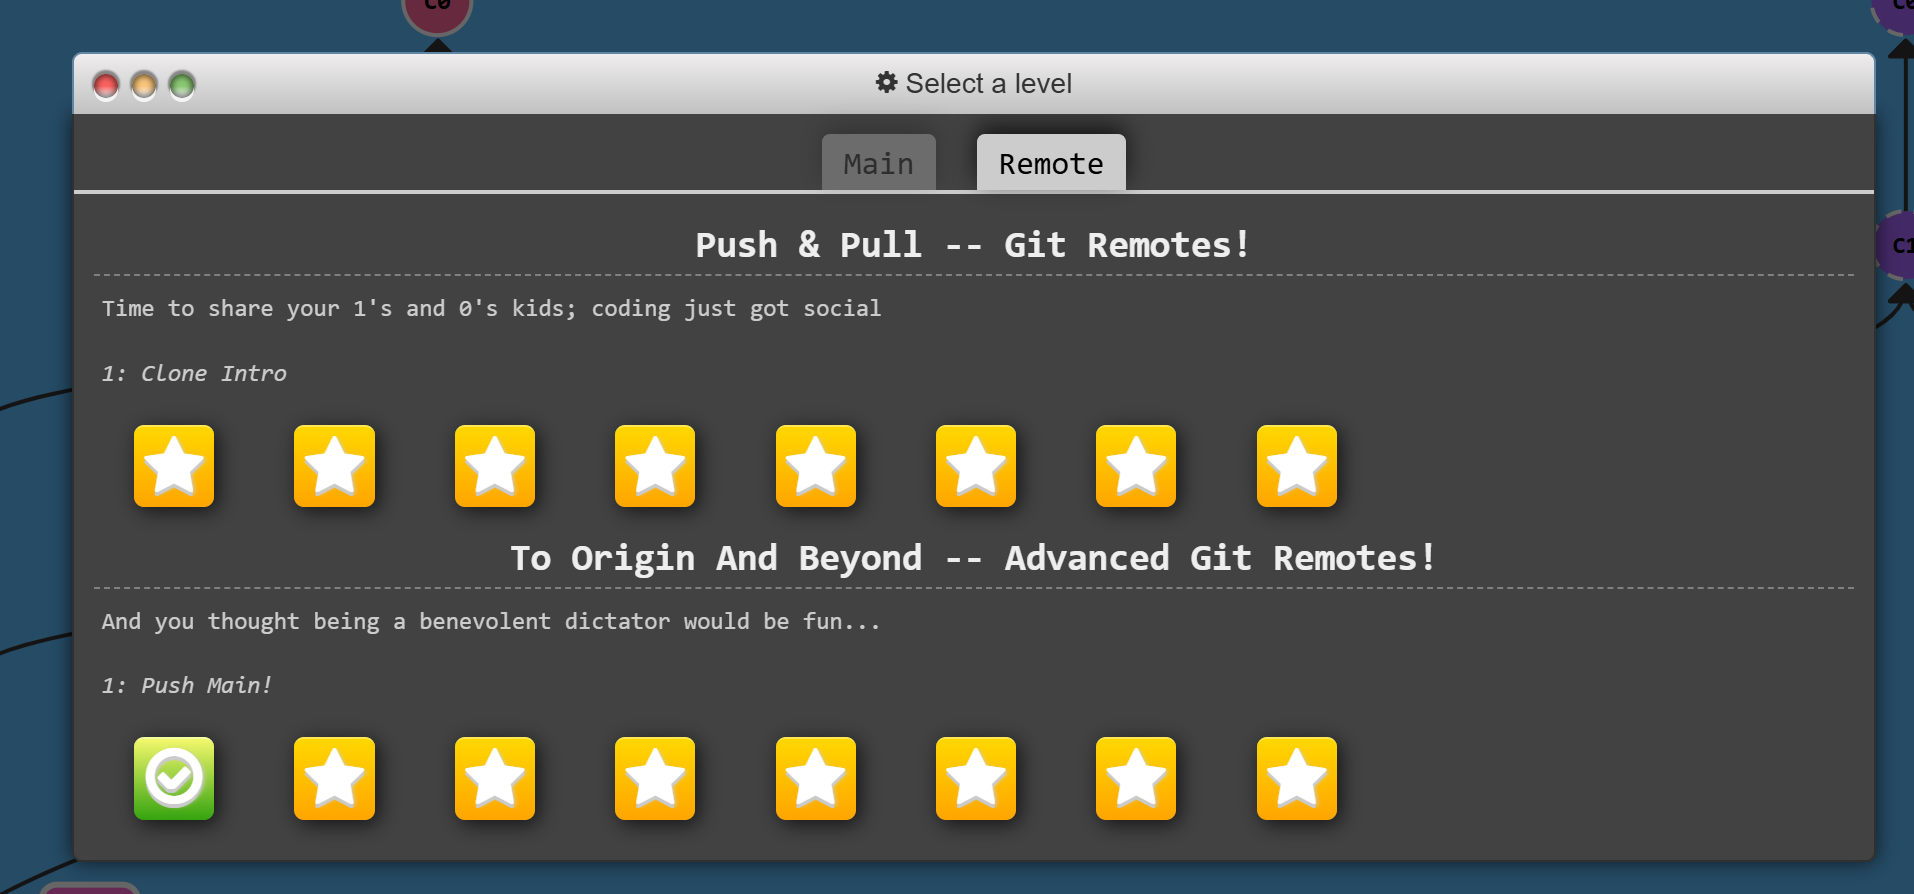 C0
Select a level
Main
Remote
Push & Pull -- Git Remotes!
Time to share your 1's and 0's kids; coding just got social
1: Clone Intro
To Origin And Beyond -- Advanced Git Remotes!
And you thought being a benevolent dictator would be fun...
1: Push Main!
C1